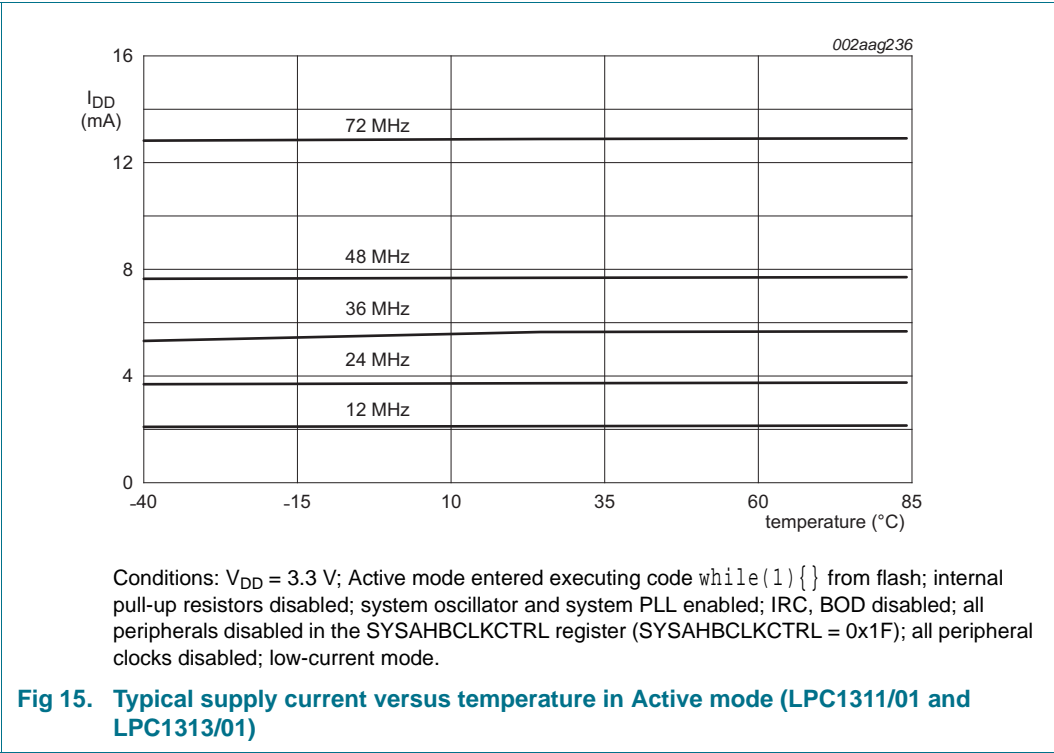 002aag236
16
I_DD
(mA)
72 MHz
12
48 MHz
8
36 MHz
24 MHz
4
12 MHz
0
-40 -15 10 35 60 85
temperature (°C)
Conditions: V_DD = 3.3 V; Active mode entered executing code while(1){} from flash; internal
pull-up resistors disabled; system oscillator and system PLL enabled; IRC, BOD disabled; all
peripherals disabled in the SYSAHBCLKCTRL register (SYSAHBCLKCTRL = 0x1F); all peripheral
clocks disabled; low-current mode.
Fig 15. Typical supply current versus temperature in Active mode (LPC1311/01 and
LPC1313/01)